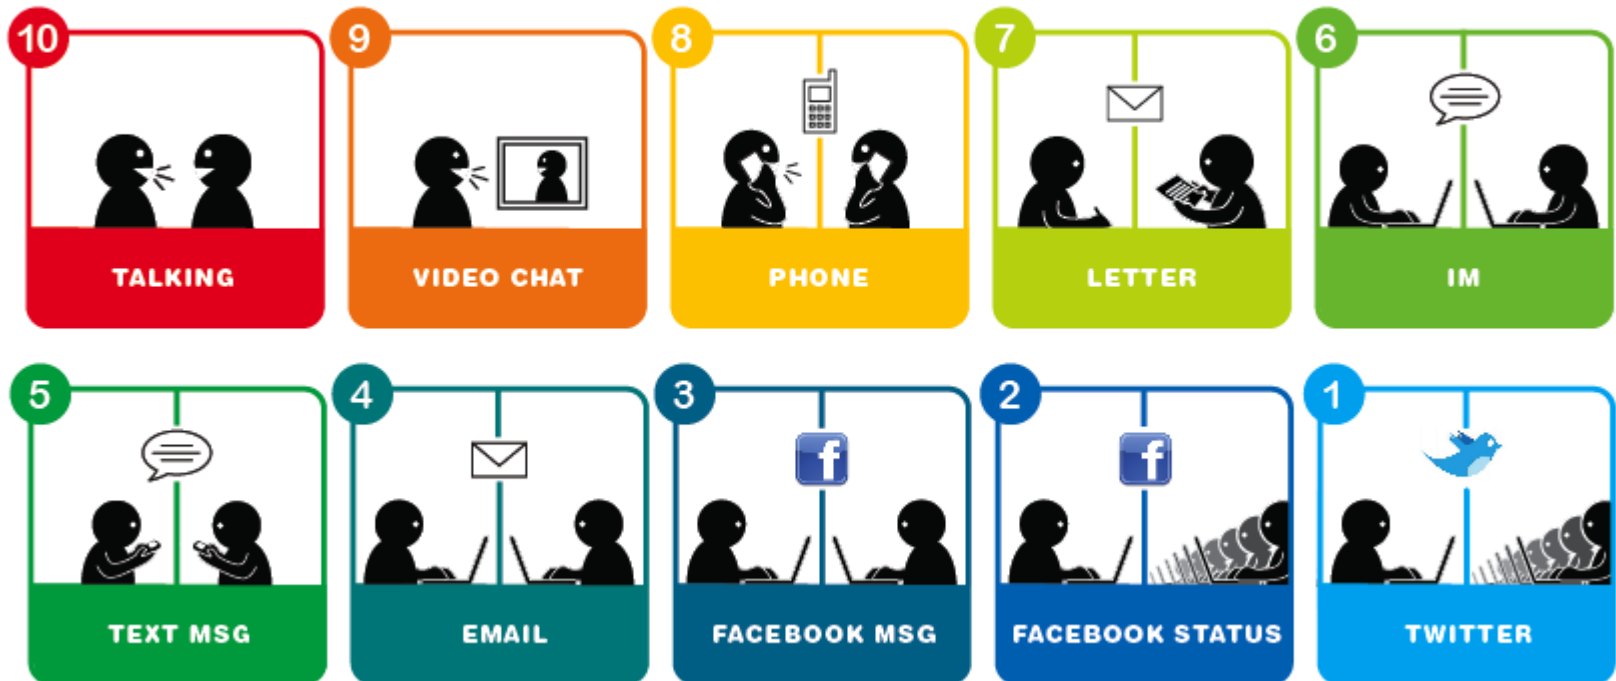 10
TALKING
9
VIDEO CHAT
8
PHONE
7
LETTER
6
IM
5
TEXT MSG
4
EMAIL
3
f
FACEBOOK MSG
2
f
FACEBOOK STATUS
1
TWITTER